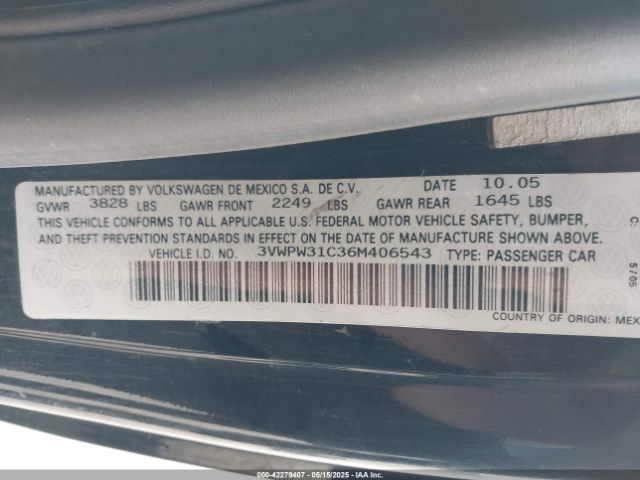 MANUFACTURED BY VOLKSWAGEN DE MEXICO S.A. DE C.V. DATE 10.05
GVWR 3828 LBS GAWR FRONT 2249 LBS GAWR REAR 1645 LBS
THIS VEHICLE CONFORMS TO ALL APPLICABLE U.S. FEDERAL MOTOR VEHICLE SAFETY, BUMPER,
AND THEFT PREVENTION STANDARDS IN EFFECT ON THE DATE OF MANUFACTURE SHOWN ABOVE.
VEHICLE I.D. NO. 3VWPW31C36M406543 TYPE: PASSENGER CAR
COUNTRY OF ORIGIN: MEX
5/05
000-42279407 - 05/15/2025 - IAAI.COM